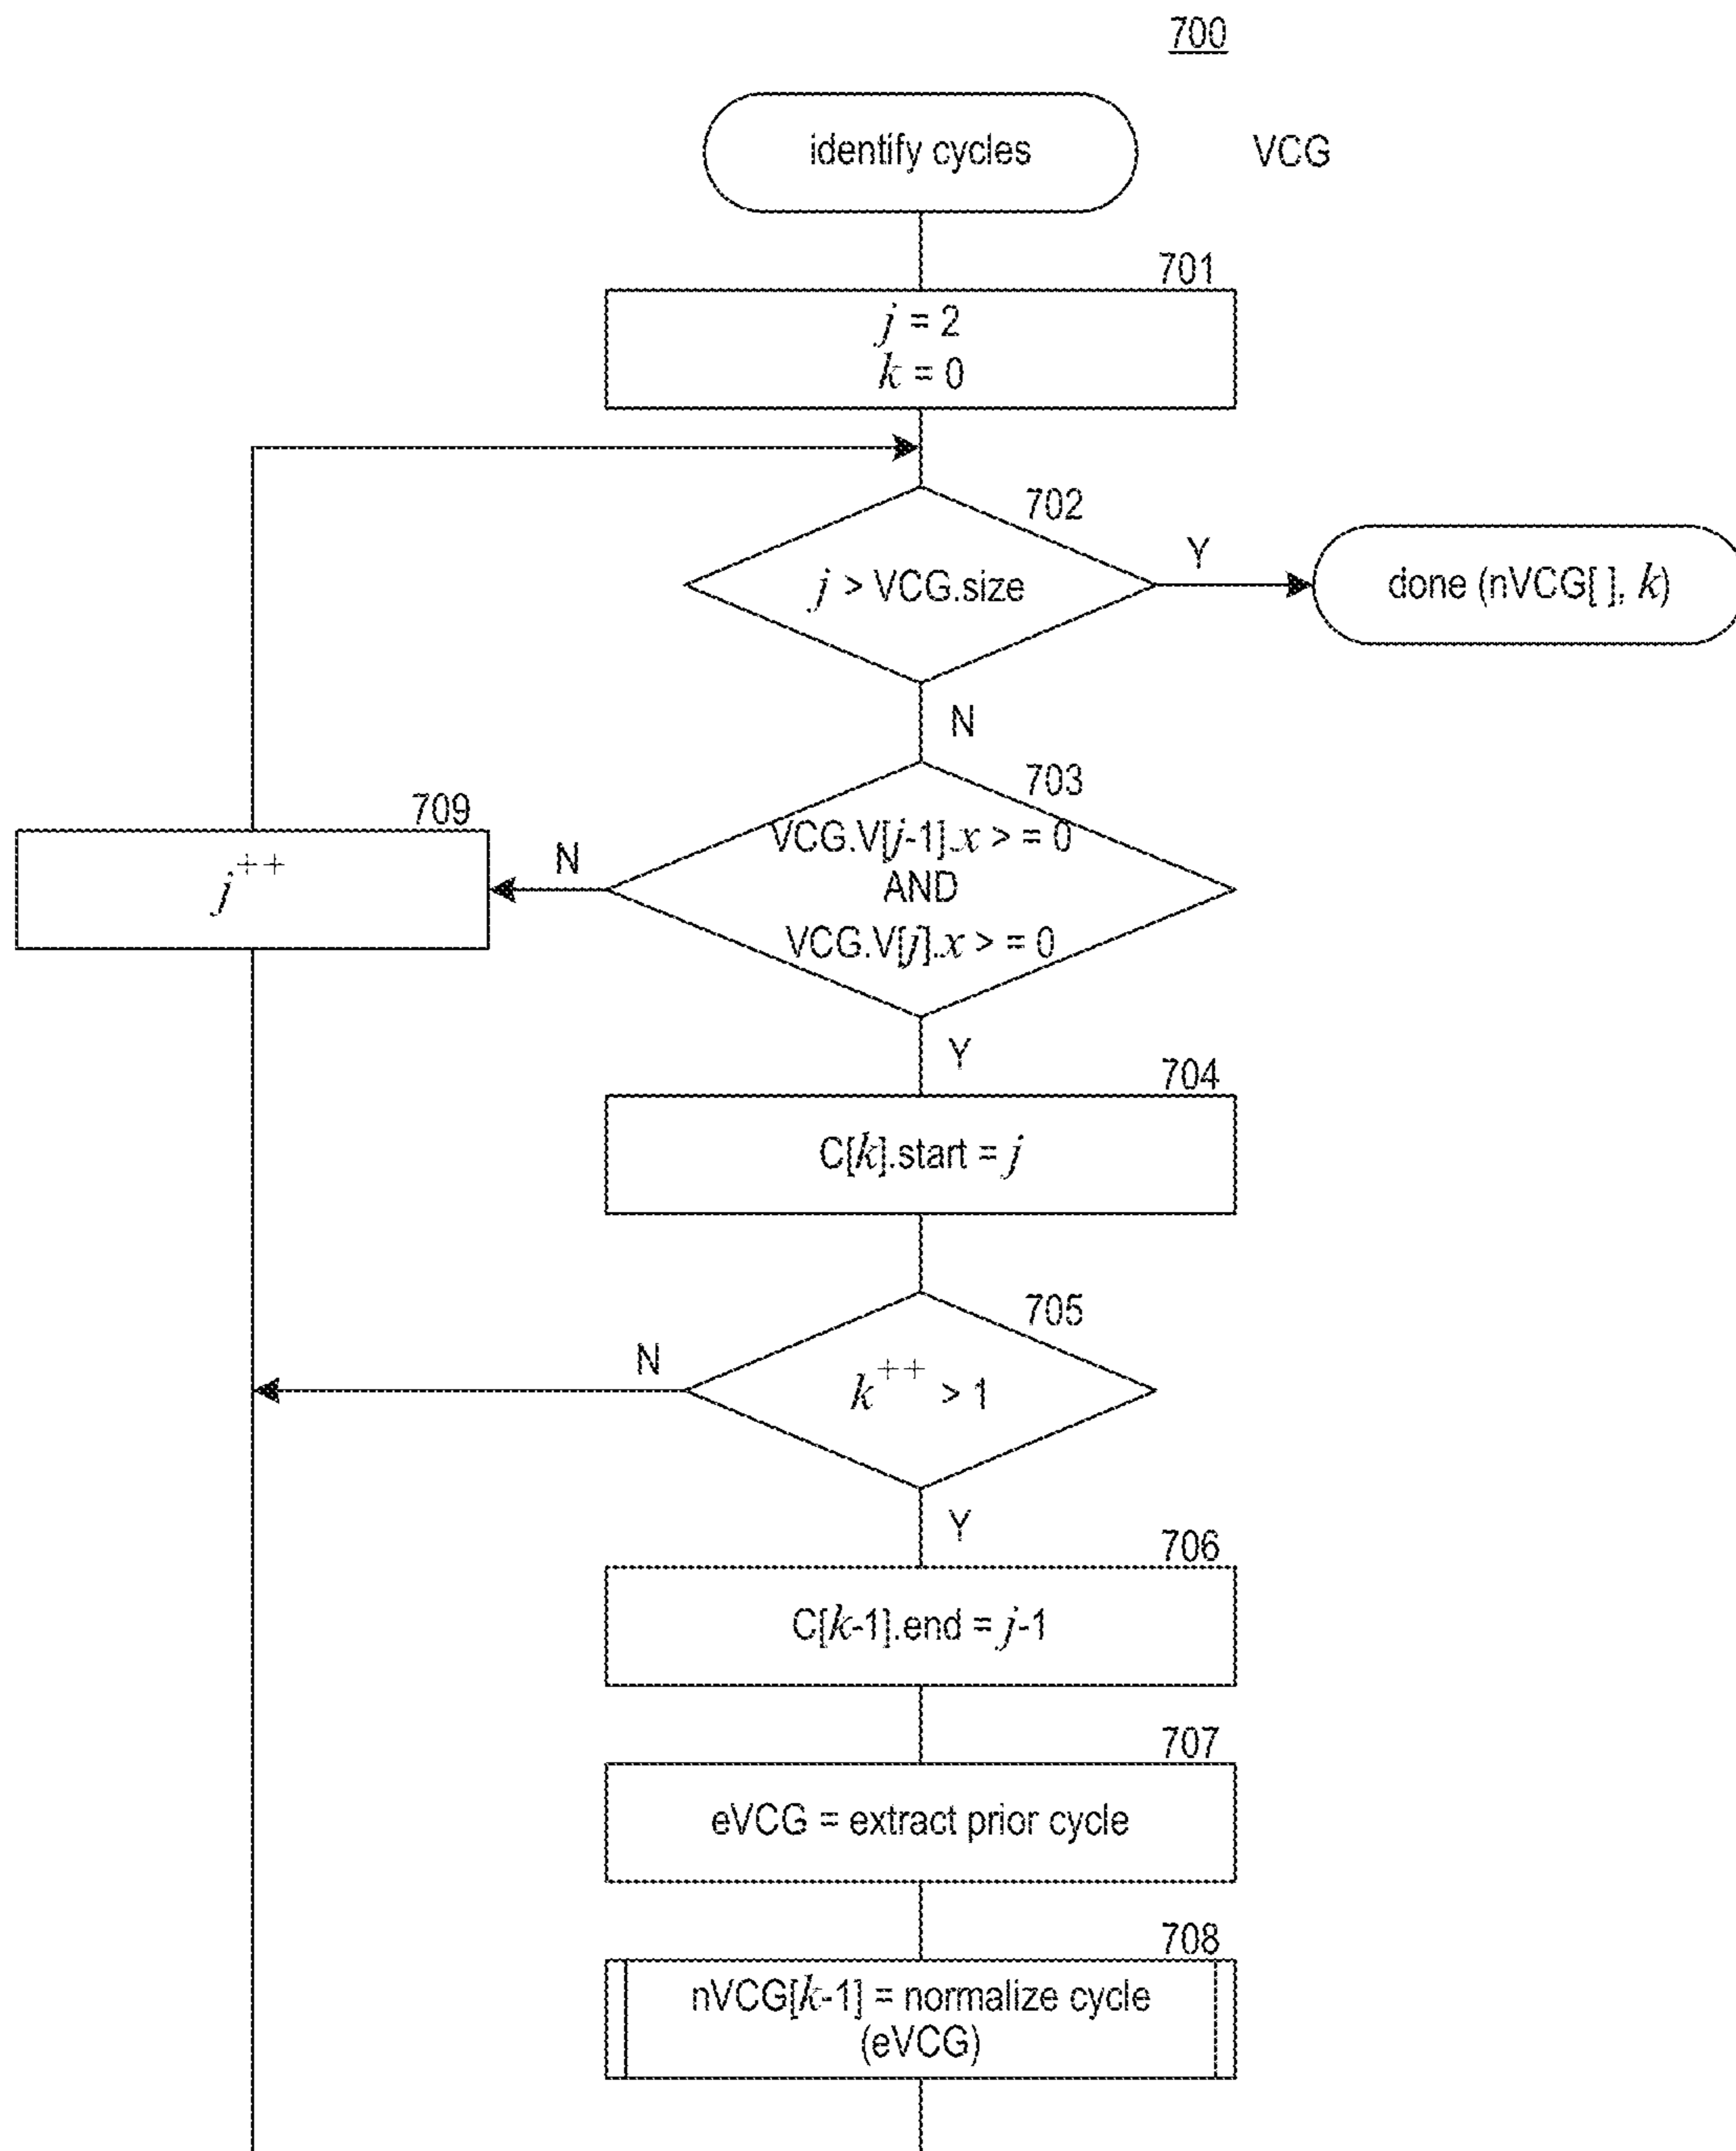 700
identify cycles
VCG
701
j = 2
k = 0
702
j > VCG.size
Y
done (nVCG[ ], k)
N
703
VCG.V[j-1].x > = 0
AND
VCG.V[j].x > = 0
709
j++
N
Y
704
C[k].start = j
705
k++ > 1
N
Y
706
C[k-1].end = j-1
707
eVCG = extract prior cycle
708
nVCG[k-1] = normalize cycle
(eVCG)